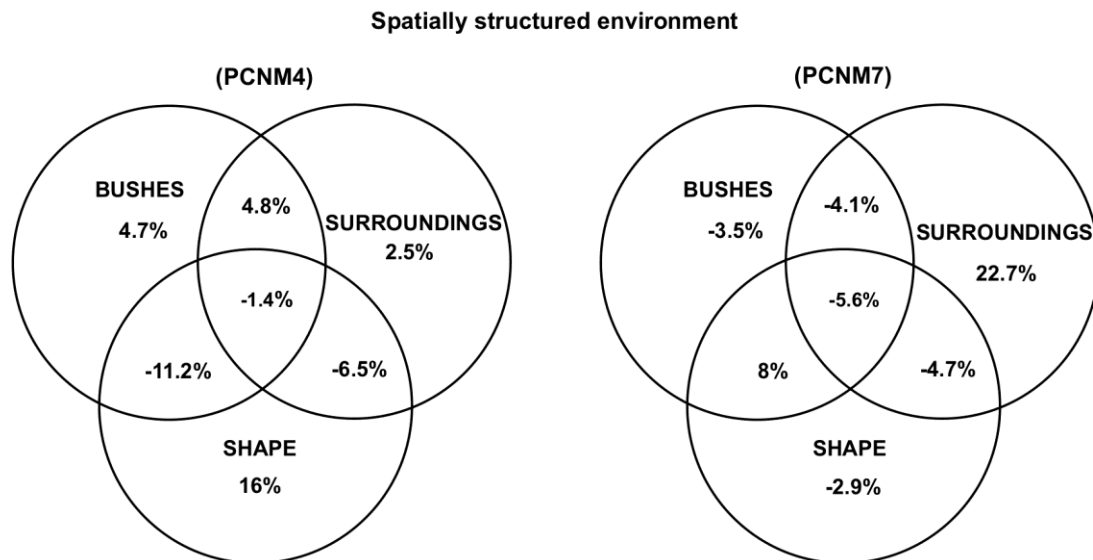 Spatially structured environment
(PCNM4)
BUSHES
4.7%
4.8%
SURROUNDINGS
2.5%
-1.4%
-11.2%
-6.5%
SHAPE
16%
(PCNM7)
BUSHES
-3.5%
-4.1%
SURROUNDINGS
22.7%
-5.6%
8%
-4.7%
SHAPE
-2.9%